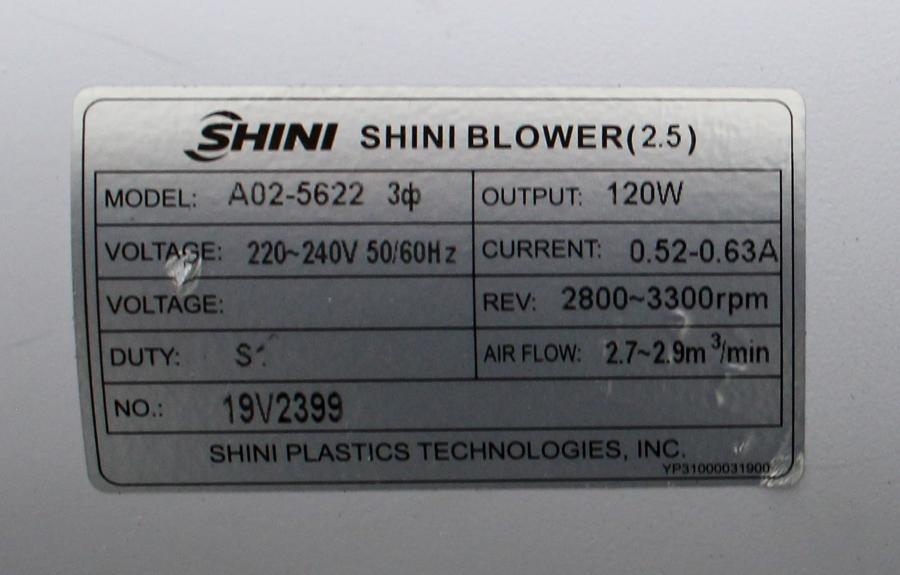 SHINI SHINI BLOWER(2.5)
MODEL: A02-5622 3ф OUTPUT: 120W
VOLTAGE: 220~240V 50/60Hz CURRENT: 0.52-0.63A
VOLTAGE: REV: 2800~3300rpm
DUTY: S1 AIR FLOW: 2.7~2.9m³/min
NO.: 19V2399
SHINI PLASTICS TECHNOLOGIES, INC.
YP31000031900